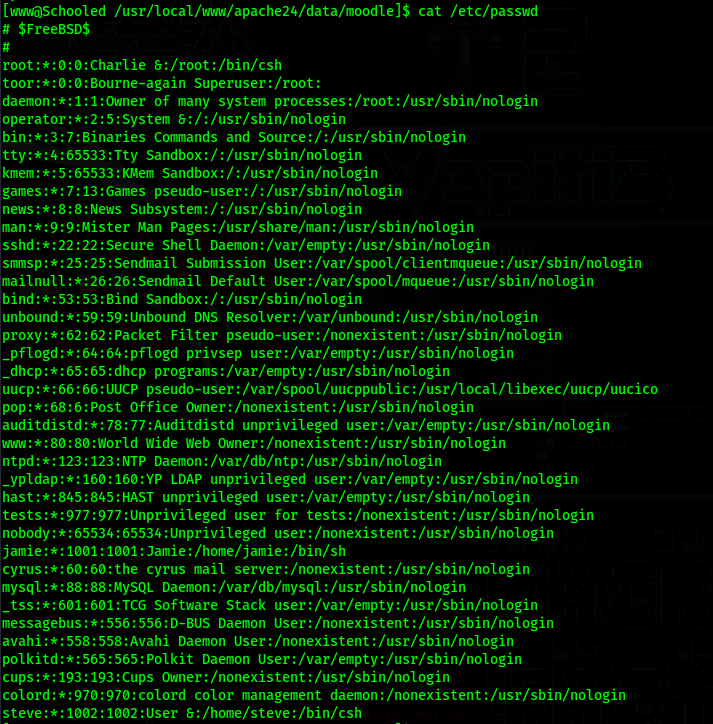 [www@Schooled /usr/local/www/apache24/data/moodle]$ cat /etc/passwd
# $FreeBSD$
#
root:*:0:0:Charlie &:/root:/bin/csh
toor:*:0:0:Bourne-again Superuser:/root:
daemon:*:1:1:Owner of many system processes:/root:/usr/sbin/nologin
operator:*:2:5:System &:/:/usr/sbin/nologin
bin:*:3:7:Binaries Commands and Source:/:/usr/sbin/nologin
tty:*:4:65533:Tty Sandbox:/:/usr/sbin/nologin
kmem:*:5:65533:KMem Sandbox:/:/usr/sbin/nologin
games:*:7:13:Games pseudo-user:/:/usr/sbin/nologin
news:*:8:8:News Subsystem:/:/usr/sbin/nologin
man:*:9:9:Mister Man Pages:/usr/share/man:/usr/sbin/nologin
sshd:*:22:22:Secure Shell Daemon:/var/empty:/usr/sbin/nologin
smmsp:*:25:25:Sendmail Submission User:/var/spool/clientmqueue:/usr/sbin/nologin
mailnull:*:26:26:Sendmail Default User:/var/spool/mqueue:/usr/sbin/nologin
bind:*:53:53:Bind Sandbox:/:/usr/sbin/nologin
unbound:*:59:59:Unbound DNS Resolver:/var/unbound:/usr/sbin/nologin
proxy:*:62:62:Packet Filter pseudo-user:/nonexistent:/usr/sbin/nologin
_pflogd:*:64:64:pflogd privsep user:/var/empty:/usr/sbin/nologin
_dhcp:*:65:65:dhcp programs:/var/empty:/usr/sbin/nologin
uucp:*:66:66:UUCP pseudo-user:/var/spool/uucppublic:/usr/local/libexec/uucp/uucico
pop:*:68:6:Post Office Owner:/nonexistent:/usr/sbin/nologin
auditdistd:*:78:77:Auditdistd unprivileged user:/var/empty:/usr/sbin/nologin
www:*:80:80:World Wide Web Owner:/nonexistent:/usr/sbin/nologin
ntpd:*:123:123:NTP Daemon:/var/db/ntp:/usr/sbin/nologin
_ypldap:*:160:160:YP LDAP unprivileged user:/var/empty:/usr/sbin/nologin
hast:*:845:845:HAST unprivileged user:/var/empty:/usr/sbin/nologin
tests:*:977:977:Unprivileged user for tests:/nonexistent:/usr/sbin/nologin
nobody:*:65534:65534:Unprivileged user:/nonexistent:/usr/sbin/nologin
jamie:*:1001:1001:Jamie:/home/jamie:/bin/sh
cyrus:*:60:60:the cyrus mail server:/nonexistent:/usr/sbin/nologin
mysql:*:88:88:MySQL Daemon:/var/db/mysql:/usr/sbin/nologin
_tss:*:601:601:TCG Software Stack user:/var/empty:/usr/sbin/nologin
messagebus:*:556:556:D-BUS Daemon User:/nonexistent:/usr/sbin/nologin
avahi:*:558:558:Avahi Daemon User:/nonexistent:/usr/sbin/nologin
polkitd:*:565:565:Polkit Daemon User:/var/empty:/usr/sbin/nologin
cups:*:193:193:Cups Owner:/nonexistent:/usr/sbin/nologin
colord:*:970:970:colord color management daemon:/nonexistent:/usr/sbin/nologin
steve:*:1002:1002:User &:/home/steve:/bin/csh